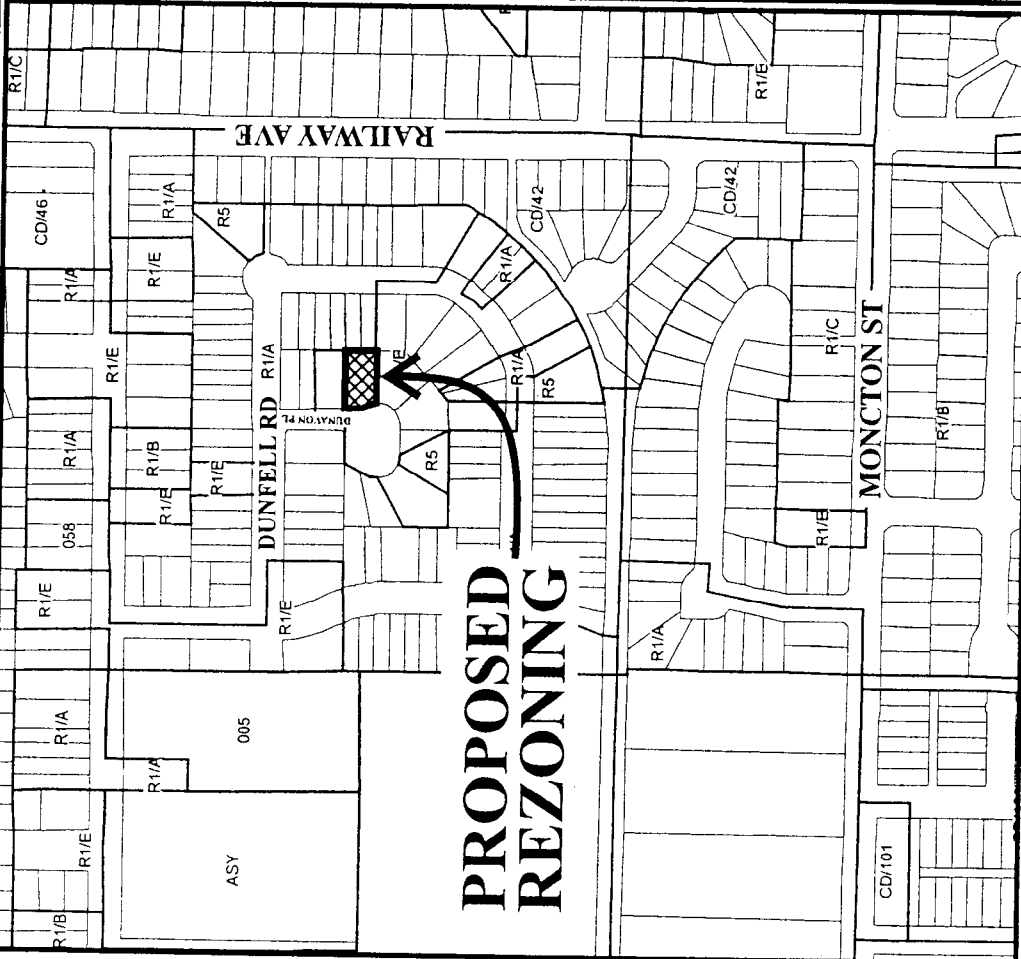 R1/C
R1/E
RAILWAY AVE
CD/46
R1/A
R5
CD/42
CD/42
R1/A
R1/E
R1/A
R1/E
R1/A
/E
R1/C
MONCTON ST
R1/A
R1/B
DUNFELL RD
DUNAVON PL
R1/A
R5
R5
R1/B
R1/E
R1/E
058
R1/E
R1/E
R1/E
R1/A
PROPOSED
REZONING
R1/A
005
R1/A
ASY
R1/E
R1/B
CD/101